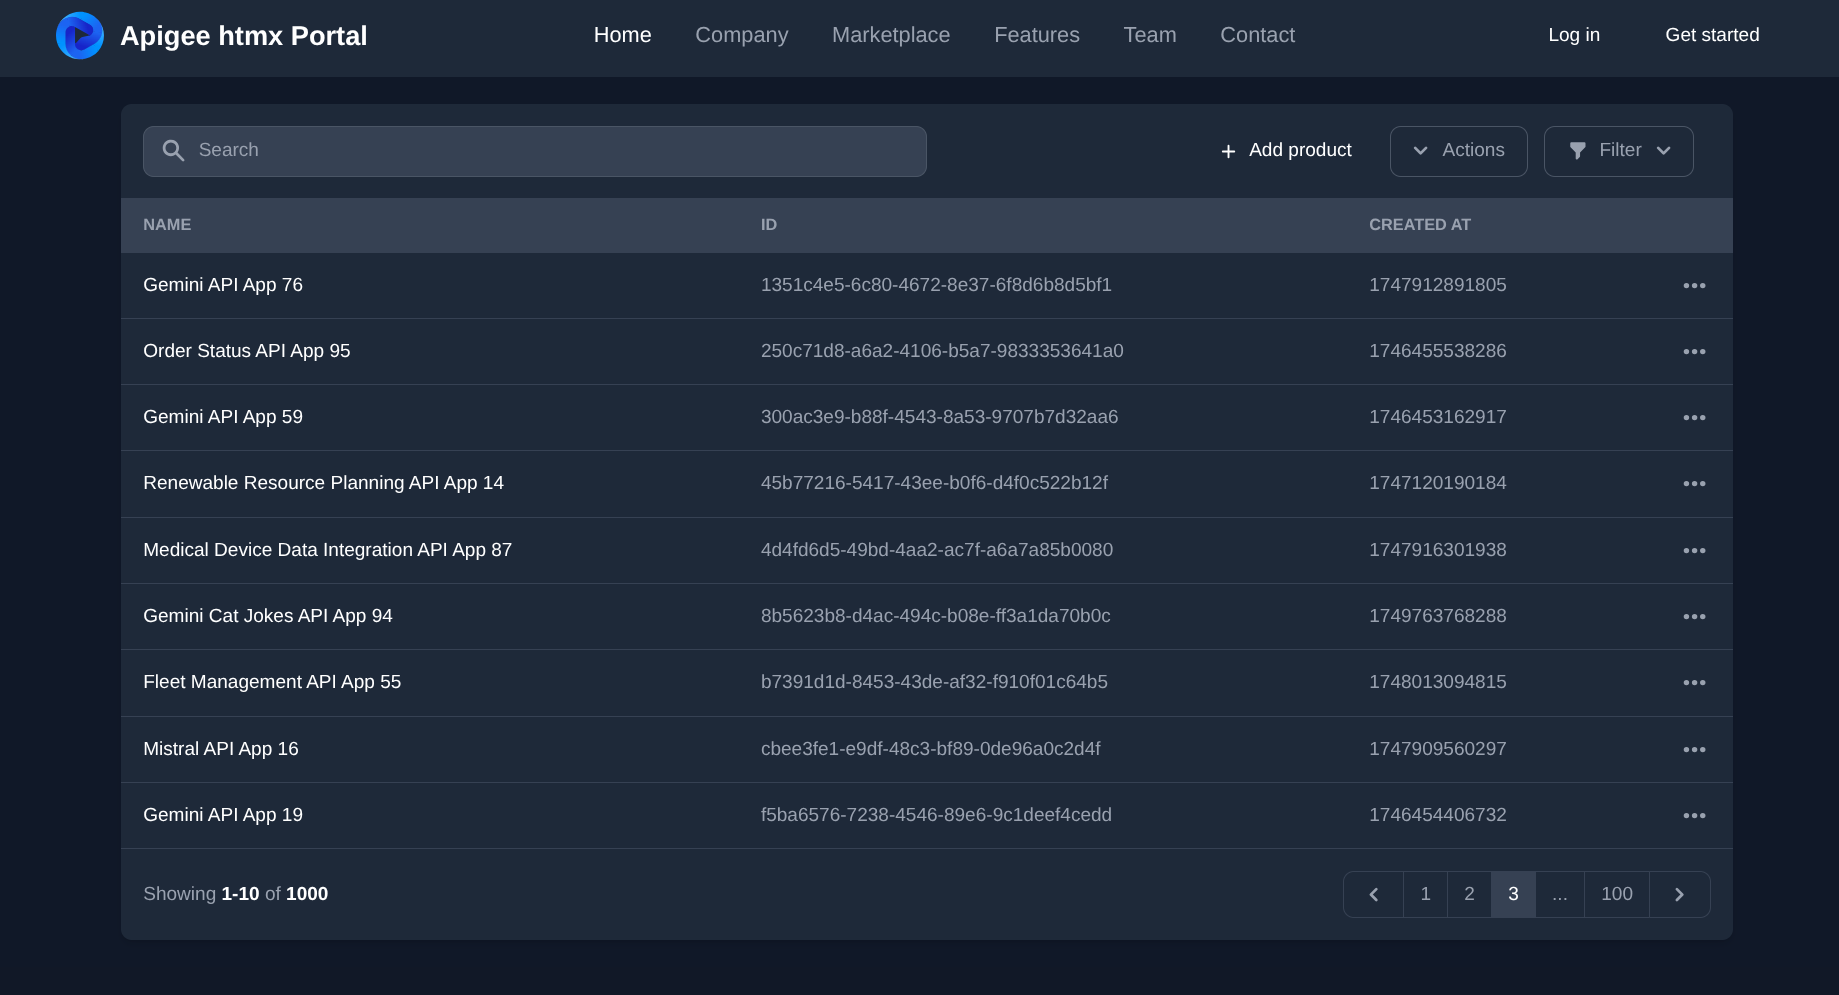 Apigee htmx Portal Home Company Marketplace Features Team Contact Log in Get started
Search Add product Actions Filter
NAME ID CREATED AT
Gemini API App 76 1351c4e5-6c80-4672-8e37-6f8d6b8d5bf1 1747912891805
Order Status API App 95 250c71d8-a6a2-4106-b5a7-9833353641a0 1746455538286
Gemini API App 59 300ac3e9-b88f-4543-8a53-9707b7d32aa6 1746453162917
Renewable Resource Planning API App 14 45b77216-5417-43ee-b0f6-d4f0c522b12f 1747120190184
Medical Device Data Integration API App 87 4d4fd6d5-49bd-4aa2-ac7f-a6a7a85b0080 1747916301938
Gemini Cat Jokes API App 94 8b5623b8-d4ac-494c-b08e-ff3a1da70b0c 1749763768288
Fleet Management API App 55 b7391d1d-8453-43de-af32-f910f01c64b5 1748013094815
Mistral API App 16 cbee3fe1-e9df-48c3-bf89-0de96a0c2d4f 1747909560297
Gemini API App 19 f5ba6576-7238-4546-89e6-9c1deef4cedd 1746454406732
Showing 1-10 of 1000 1 2 3 ... 100